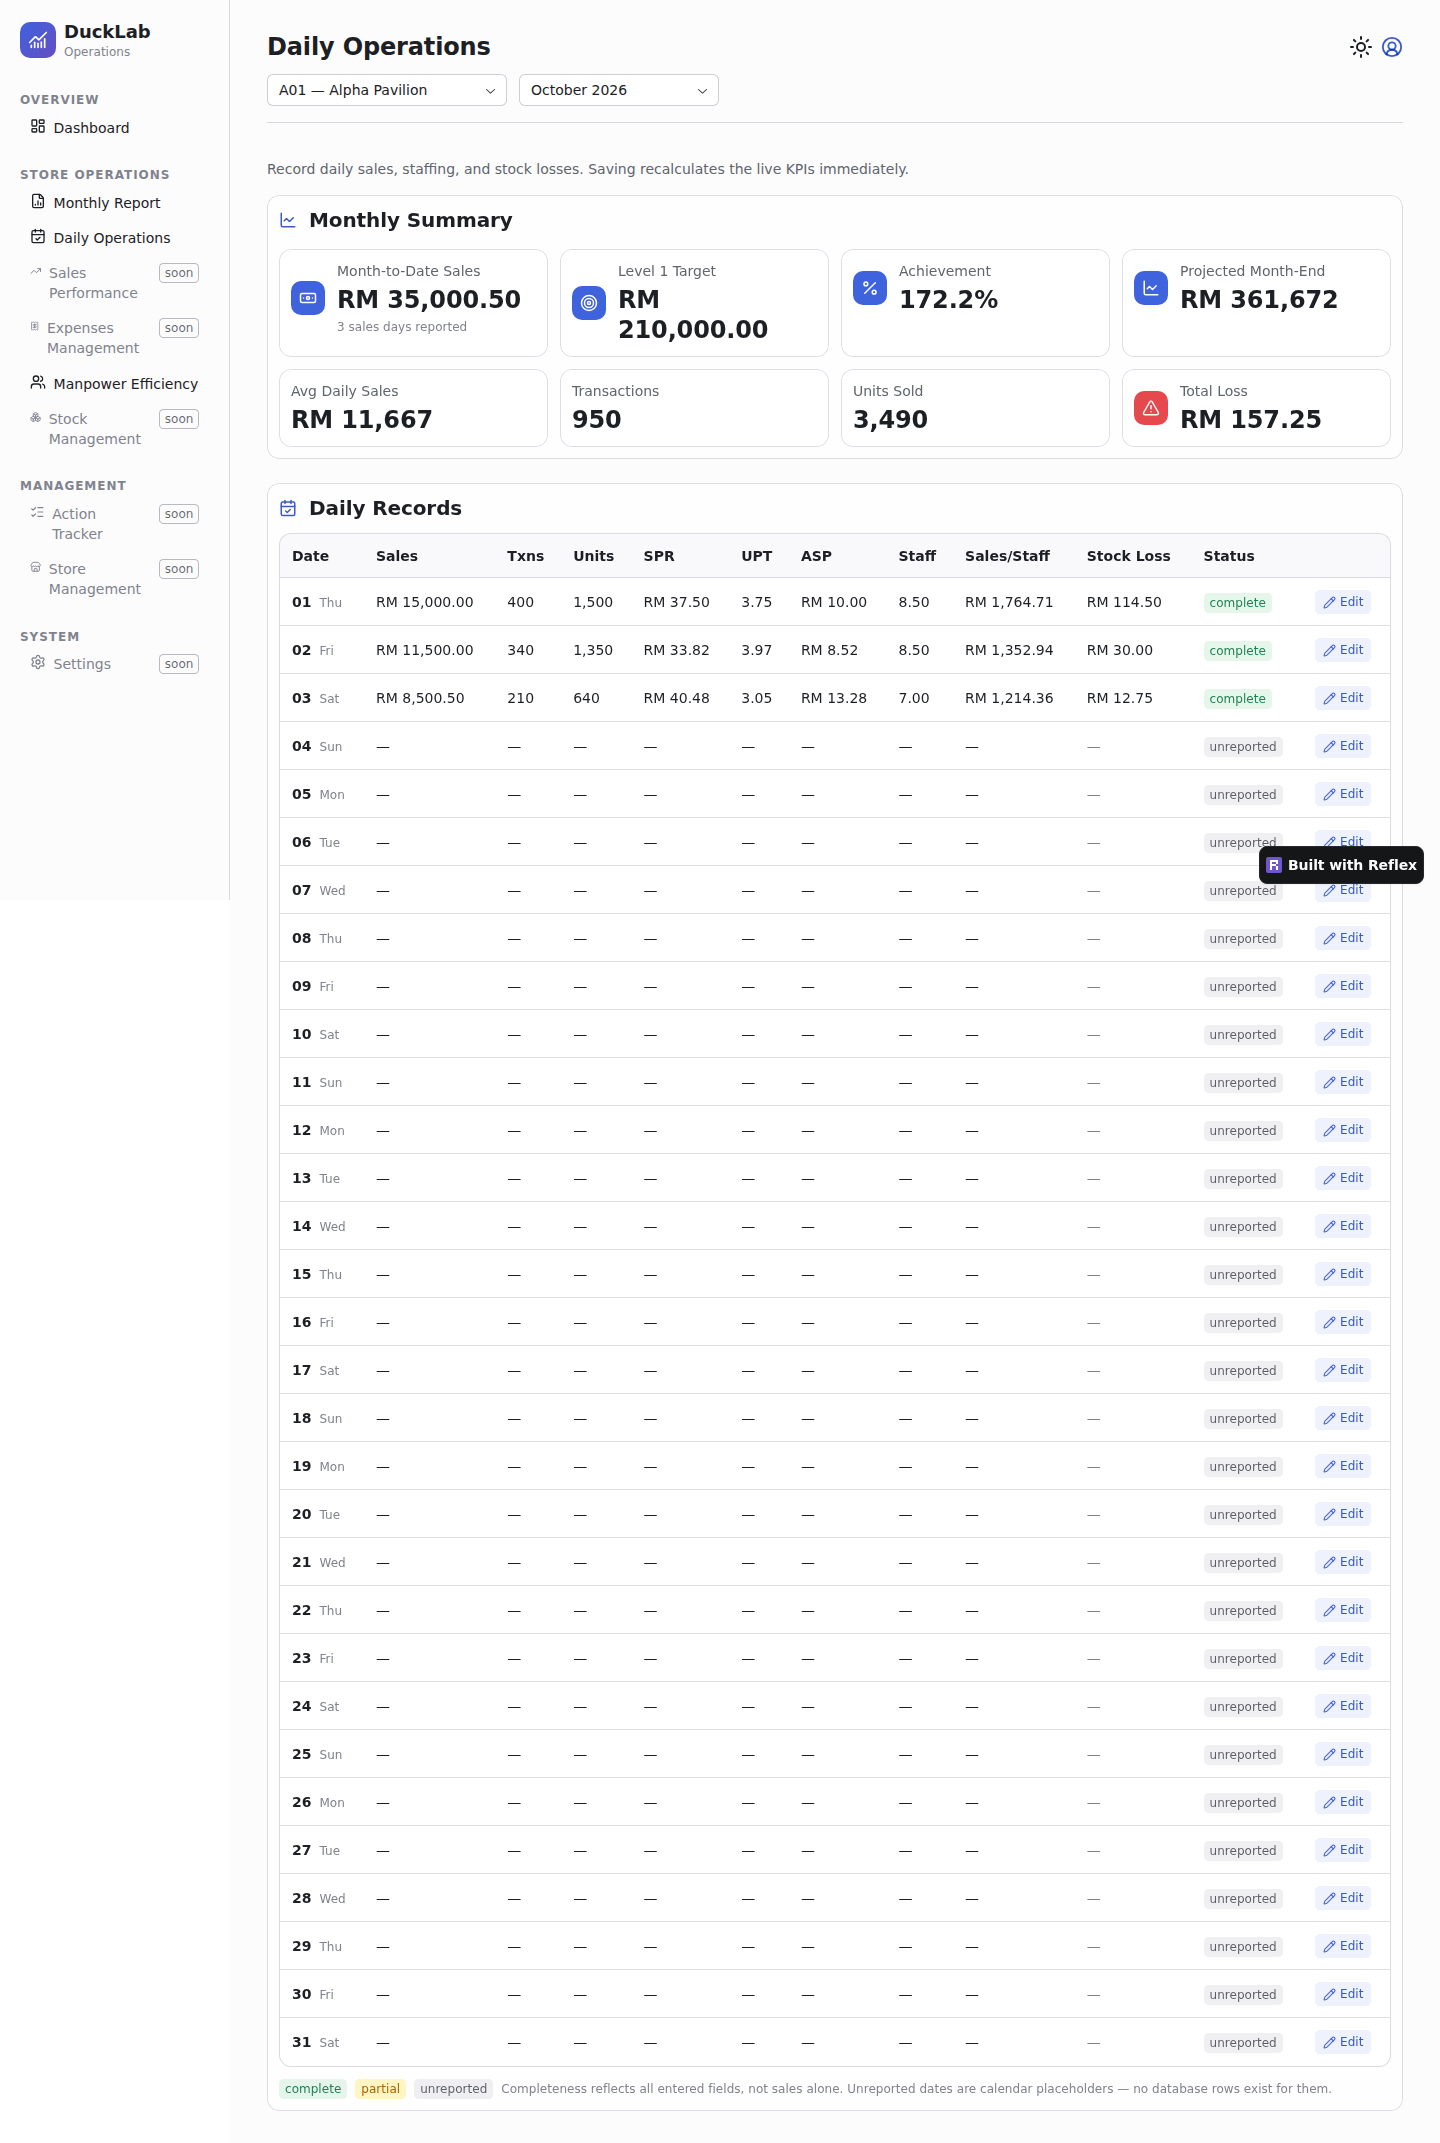 DuckLab
Operations
OVERVIEW
Dashboard
STORE OPERATIONS
Monthly Report
Daily Operations
Sales Performance soon
Expenses Management soon
Manpower Efficiency
Stock Management soon
MANAGEMENT
Action Tracker soon
Store Management soon
SYSTEM
Settings soon
Daily Operations
A01 — Alpha Pavilion October 2026
Record daily sales, staffing, and stock losses. Saving recalculates the live KPIs immediately.
Monthly Summary
Month-to-Date Sales
RM 35,000.50
3 sales days reported
Level 1 Target
RM
210,000.00
Achievement
172.2%
Projected Month-End
RM 361,672
Avg Daily Sales
RM 11,667
Transactions
950
Units Sold
3,490
Total Loss
RM 157.25
Daily Records
Date Sales Txns Units SPR UPT ASP Staff Sales/Staff Stock Loss Status
01 Thu RM 15,000.00 400 1,500 RM 37.50 3.75 RM 10.00 8.50 RM 1,764.71 RM 114.50 complete Edit
02 Fri RM 11,500.00 340 1,350 RM 33.82 3.97 RM 8.52 8.50 RM 1,352.94 RM 30.00 complete Edit
03 Sat RM 8,500.50 210 640 RM 40.48 3.05 RM 13.28 7.00 RM 1,214.36 RM 12.75 complete Edit
04 Sun — — — — — — — — — unreported Edit
05 Mon — — — — — — — — — unreported Edit
06 Tue — — — — — — — — — unreported Edit
Built with Reflex
07 Wed — — — — — — — — — unreported Edit
08 Thu — — — — — — — — — unreported Edit
09 Fri — — — — — — — — — unreported Edit
10 Sat — — — — — — — — — unreported Edit
11 Sun — — — — — — — — — unreported Edit
12 Mon — — — — — — — — — unreported Edit
13 Tue — — — — — — — — — unreported Edit
14 Wed — — — — — — — — — unreported Edit
15 Thu — — — — — — — — — unreported Edit
16 Fri — — — — — — — — — unreported Edit
17 Sat — — — — — — — — — unreported Edit
18 Sun — — — — — — — — — unreported Edit
19 Mon — — — — — — — — — unreported Edit
20 Tue — — — — — — — — — unreported Edit
21 Wed — — — — — — — — — unreported Edit
22 Thu — — — — — — — — — unreported Edit
23 Fri — — — — — — — — — unreported Edit
24 Sat — — — — — — — — — unreported Edit
25 Sun — — — — — — — — — unreported Edit
26 Mon — — — — — — — — — unreported Edit
27 Tue — — — — — — — — — unreported Edit
28 Wed — — — — — — — — — unreported Edit
29 Thu — — — — — — — — — unreported Edit
30 Fri — — — — — — — — — unreported Edit
31 Sat — — — — — — — — — unreported Edit
complete partial unreported Completeness reflects all entered fields, not sales alone. Unreported dates are calendar placeholders — no database rows exist for them.